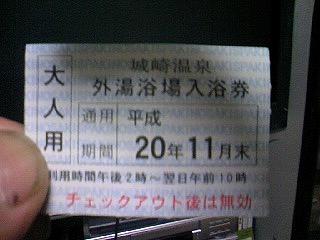 大人用
城崎温泉
外湯浴場入浴券
通用期間 平成
20年11月末
利用時間午後2時～翌日午前10時
チェックアウト後は無効